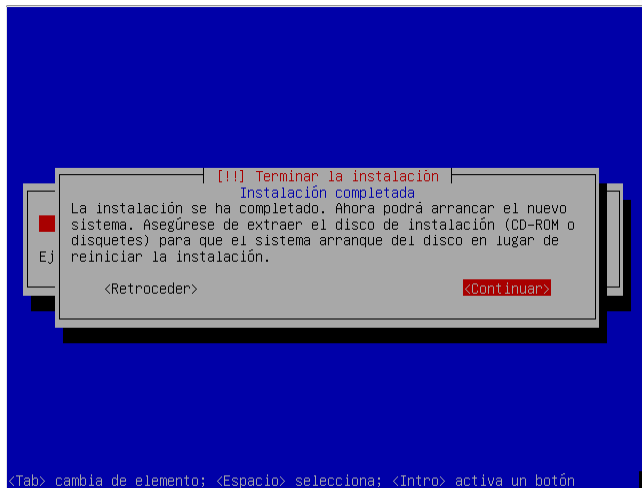 [!!] Terminar la instalación
Instalación completada
La instalación se ha completado. Ahora podrá arrancar el nuevo
sistema. Asegúrese de extraer el disco de instalación (CD-ROM o
disquetes) para que el sistema arranque del disco en lugar de
reiniciar la instalación.
Ej
<Retroceder> <Continuar>
<Tab> cambia de elemento; <Espacio> selecciona; <Intro> activa un botón